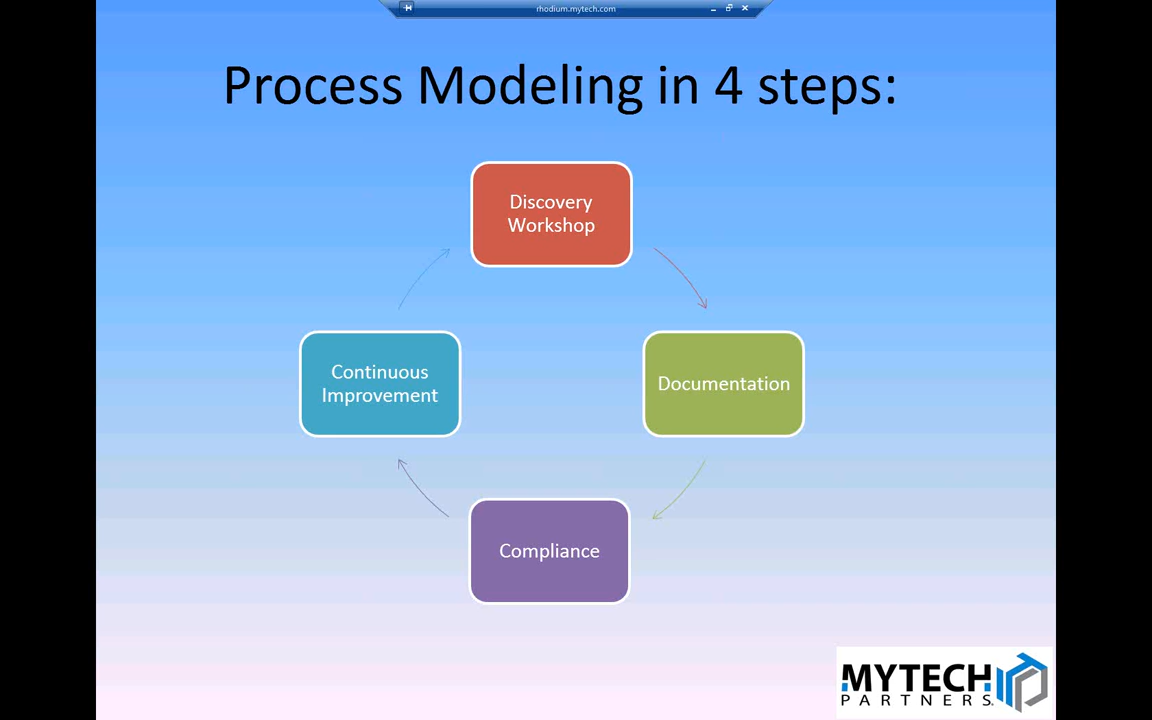 rhodium.mytech.com
Process Modeling in 4 steps:
Discovery
Workshop
Continuous
Improvement
Documentation
Compliance
MYTECH
PARTNERS